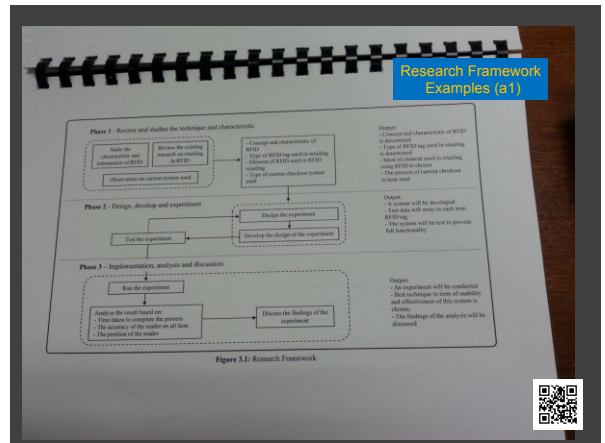 Research Framework
Examples (a1)
Phase 1 - Review and studies the technique and characteristic
Study the
characteristic and
information of RFID
Review the existing
research on retailing
in RFID
Observation on current system used
- Concept and characteristic of
RFID
- Type of RFID tag used in retailing
- Element of RFID used in RFID
retailing
- Type of current checkout system
used
Output:
- Concept and characteristic of RFID
is determined
- Type of RFID tag used in retailing
is determined
- Most of element used in retailing
using RFID is chosen
- The process of current checkout
system used
Phase 2 - Design, develop and experiment
Design the experiment
Develop the design of the experiment
Test the experiment
Output:
- A system will be developed
- Test data will write in each item
RFID tag
- The system will be test to provide
full functionality
Phase 3 – Implementation, analysis and discussion
Run the experiment
Analyze the result based on:
- Time taken to complete the process
- The accuracy of the reader on all item
- The position of the reader
Discuss the findings of the
experiment
Output:
- An experiment will be conducted
- Best technique in term of usability
and effectiveness of this system is
chosen.
- The findings of the analysis will be
discussed
Figure 3.1: Research Framework